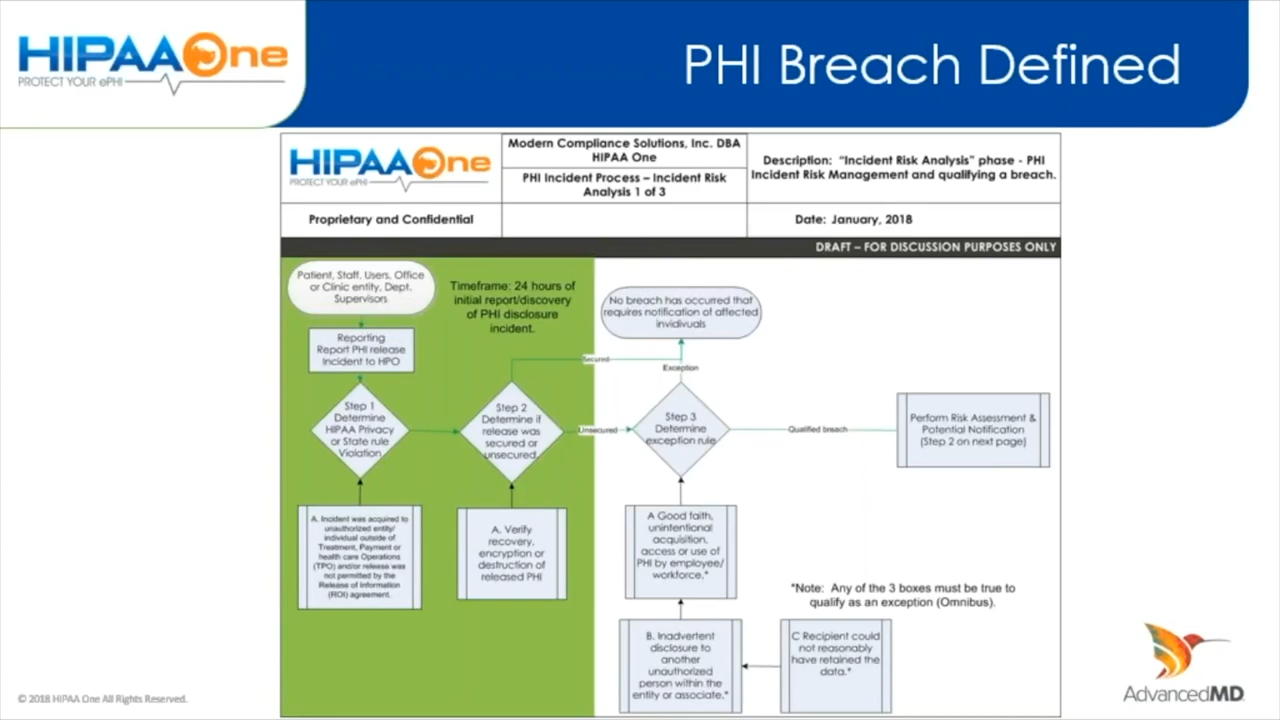 HIPAA One
PROTECT YOUR ePHI
PHI Breach Defined
HIPAA One
PROTECT YOUR ePHI
Modern Compliance Solutions, Inc. DBA
HIPAA One
PHI Incident Process – Incident Risk
Analysis 1 of 3
Description: “Incident Risk Analysis” phase - PHI
Incident Risk Management and qualifying a breach.
Proprietary and Confidential
Date: January, 2018
DRAFT – FOR DISCUSSION PURPOSES ONLY
Patient, Staff, Users, Office
or Clinic entity, Dept.
Supervisors
Timeframe: 24 hours of
initial report/discovery
of PHI disclosure
incident.
No breach has occurred that
requires notification of affected
invidivuals
Reporting
Report PHI release
Incident to HPO
Secured
Exception
Step 1
Determine
HIPAA Privacy
or State rule
Violation
Step 2
Determine if
release was
secured or
unsecured.
Unsecured
Step 3
Determine
exception rule
Qualified breach
Perform Risk Assessment &
Potential Notification
(Step 2 on next page)
A. Incident was acquired to
unauthorized entity/
individual outside of
Treatment, Payment or
health care Operations
(TPO) and/or release was
not permitted by the
Release of Information
(ROI) agreement.
A. Verify
recovery,
encryption or
destruction of
released PHI
A Good faith,
unintentional
acquisition,
access or use of
PHI by employee/
workforce.*
*Note: Any of the 3 boxes must be true to
qualify as an exception (Omnibus).
B. Inadvertent
disclosure to
another
unauthorized
person within the
entity or associate.*
C Recipient could
not reasonably
have retained the
data.*
© 2018 HIPAA One All Rights Reserved.
AdvancedMD